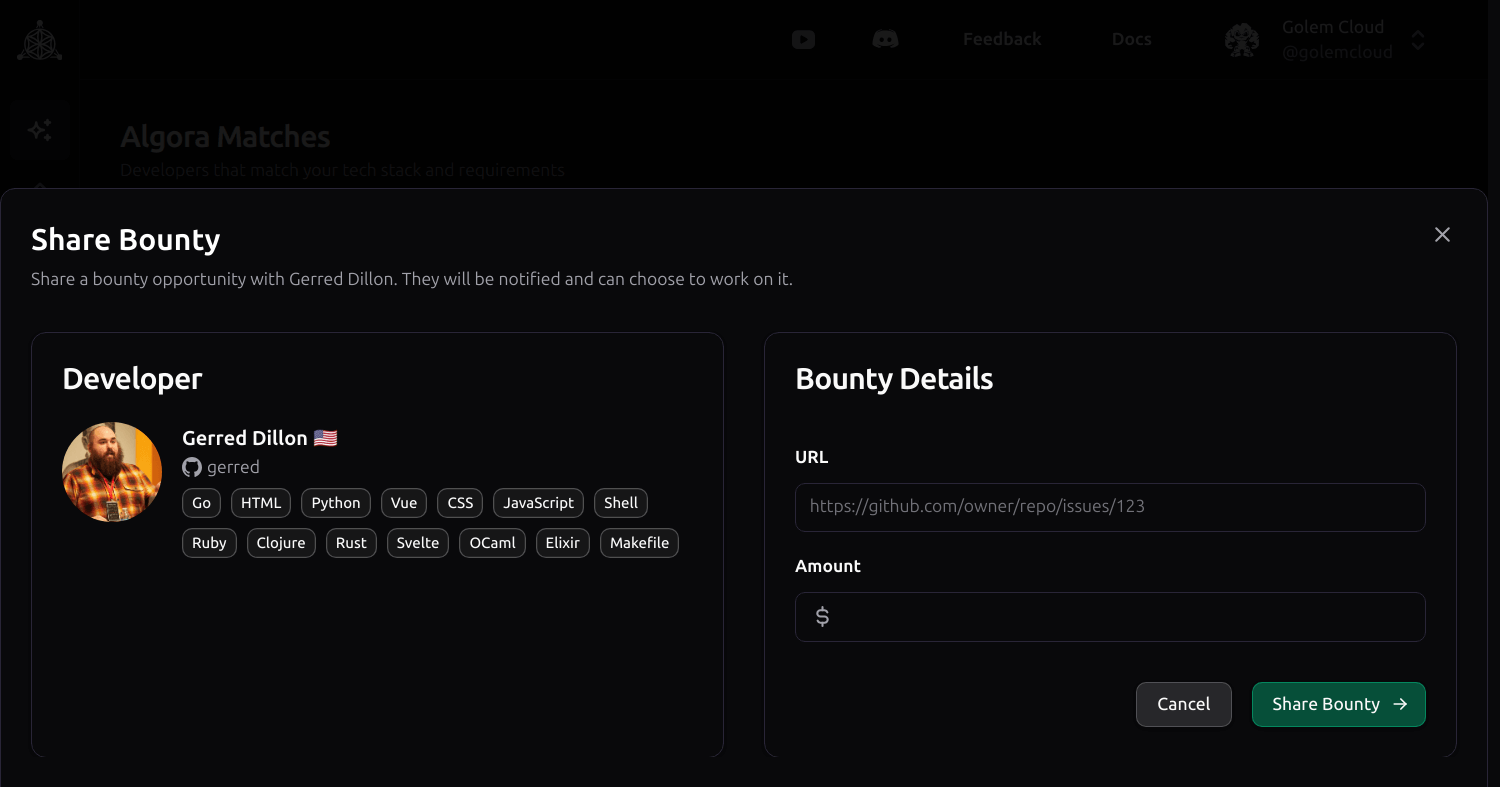 Feedback
Docs
Golem Cloud
@golemcloud
Algora Matches
Developers that match your tech stack and requirements
Share Bounty
Share a bounty opportunity with Gerred Dillon. They will be notified and can choose to work on it.
Developer
Gerred Dillon
gerred
Go HTML Python Vue CSS JavaScript Shell
Ruby Clojure Rust Svelte OCaml Elixir Makefile
Bounty Details
URL
https://github.com/owner/repo/issues/123
Amount
$
Cancel
Share Bounty →